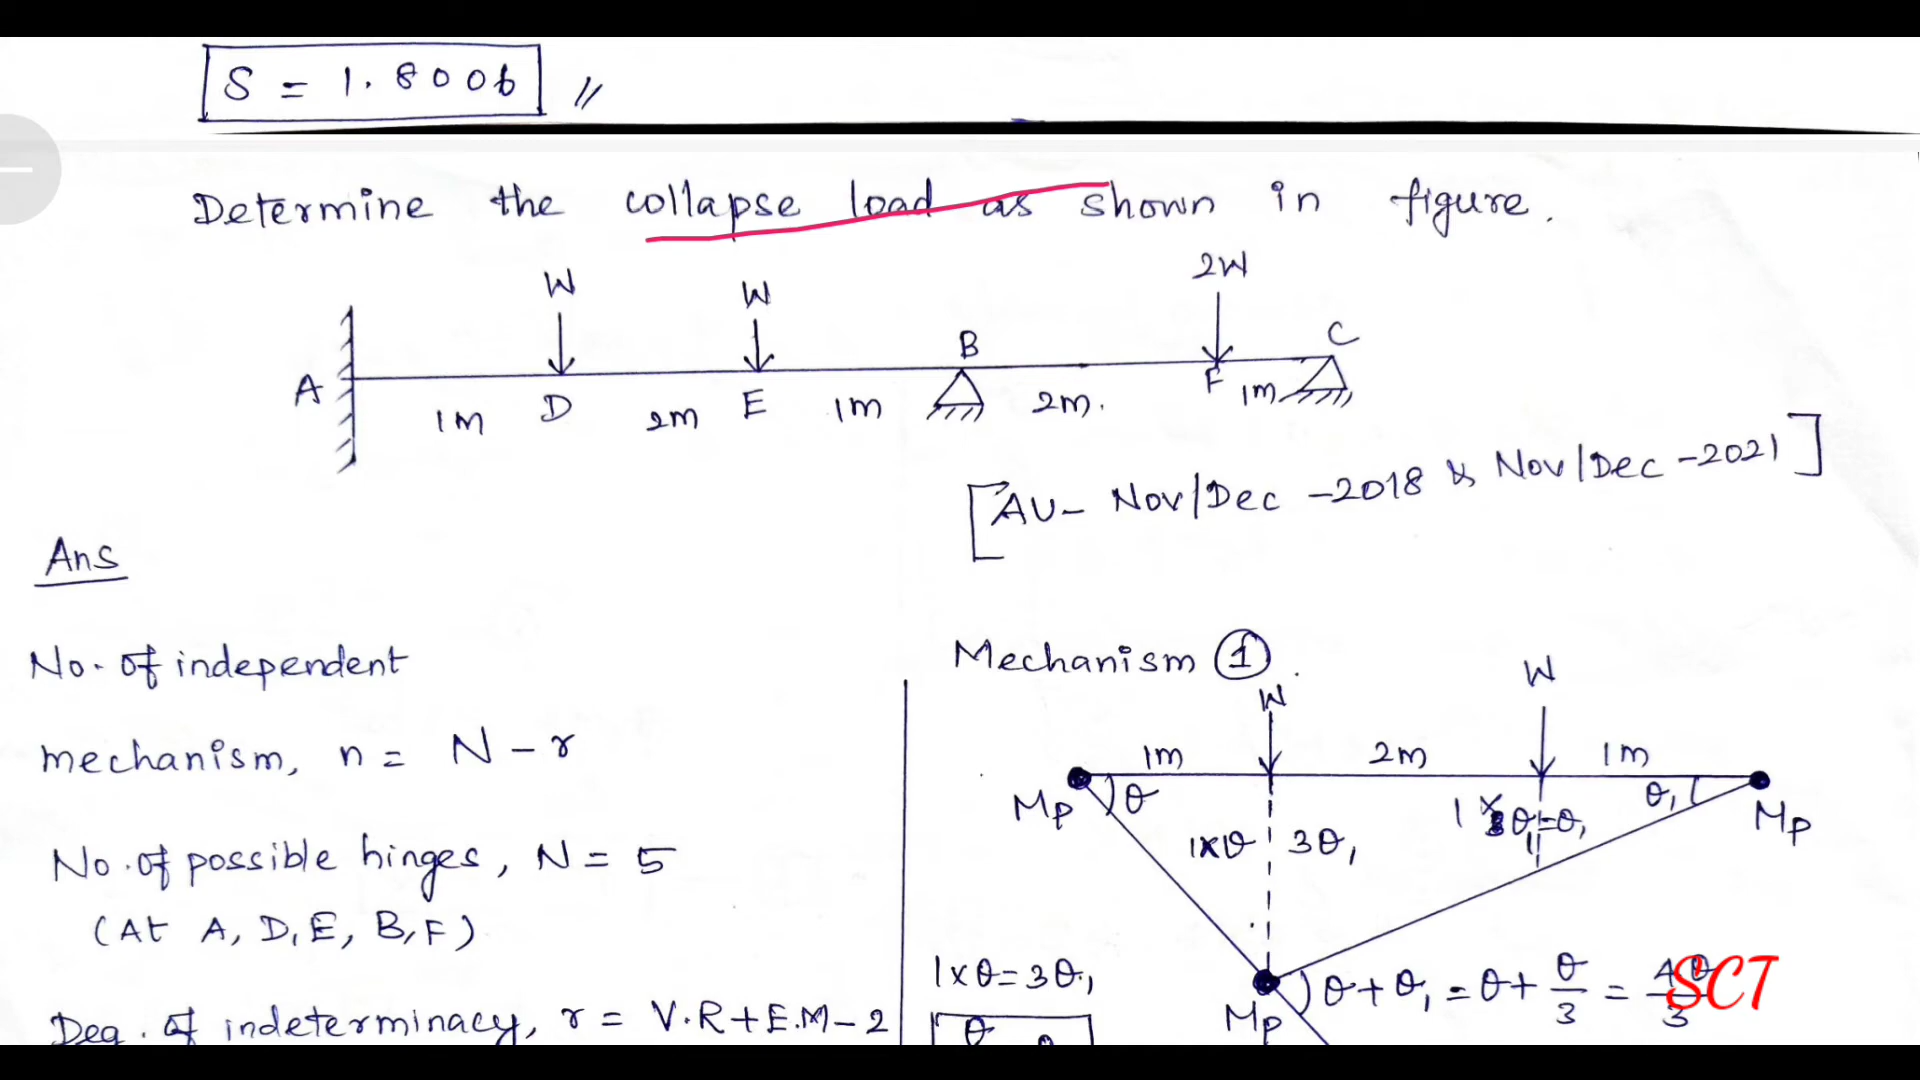 S = 1.8006 //
Determine the collapse load as shown in figure.
W W 2W
A B C
1m D 2m E 1m 2m. F 1m
[AU- Nov/Dec -2018 & Nov/Dec -2021]
Ans
No. of independent
mechanism, n = N - r
No. of possible hinges, N = 5
(At A, D, E, B, F)
Deg. of indeterminacy, r = V.R+E.M-2
Mechanism ①.
W W
1m 2m 1m
Mp θ θ₁ Mp
1×θ 3θ₁ θ₁
1×θ=3θ₁
Mp θ+θ₁ = θ+θ/3 = 4θ/3
θ
SCT